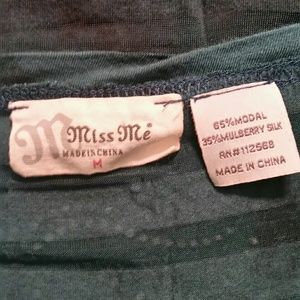 M Miss Me
MADE IN CHINA
M
65% MODAL
35% MULBERRY SILK
RN# 112568
MADE IN CHINA